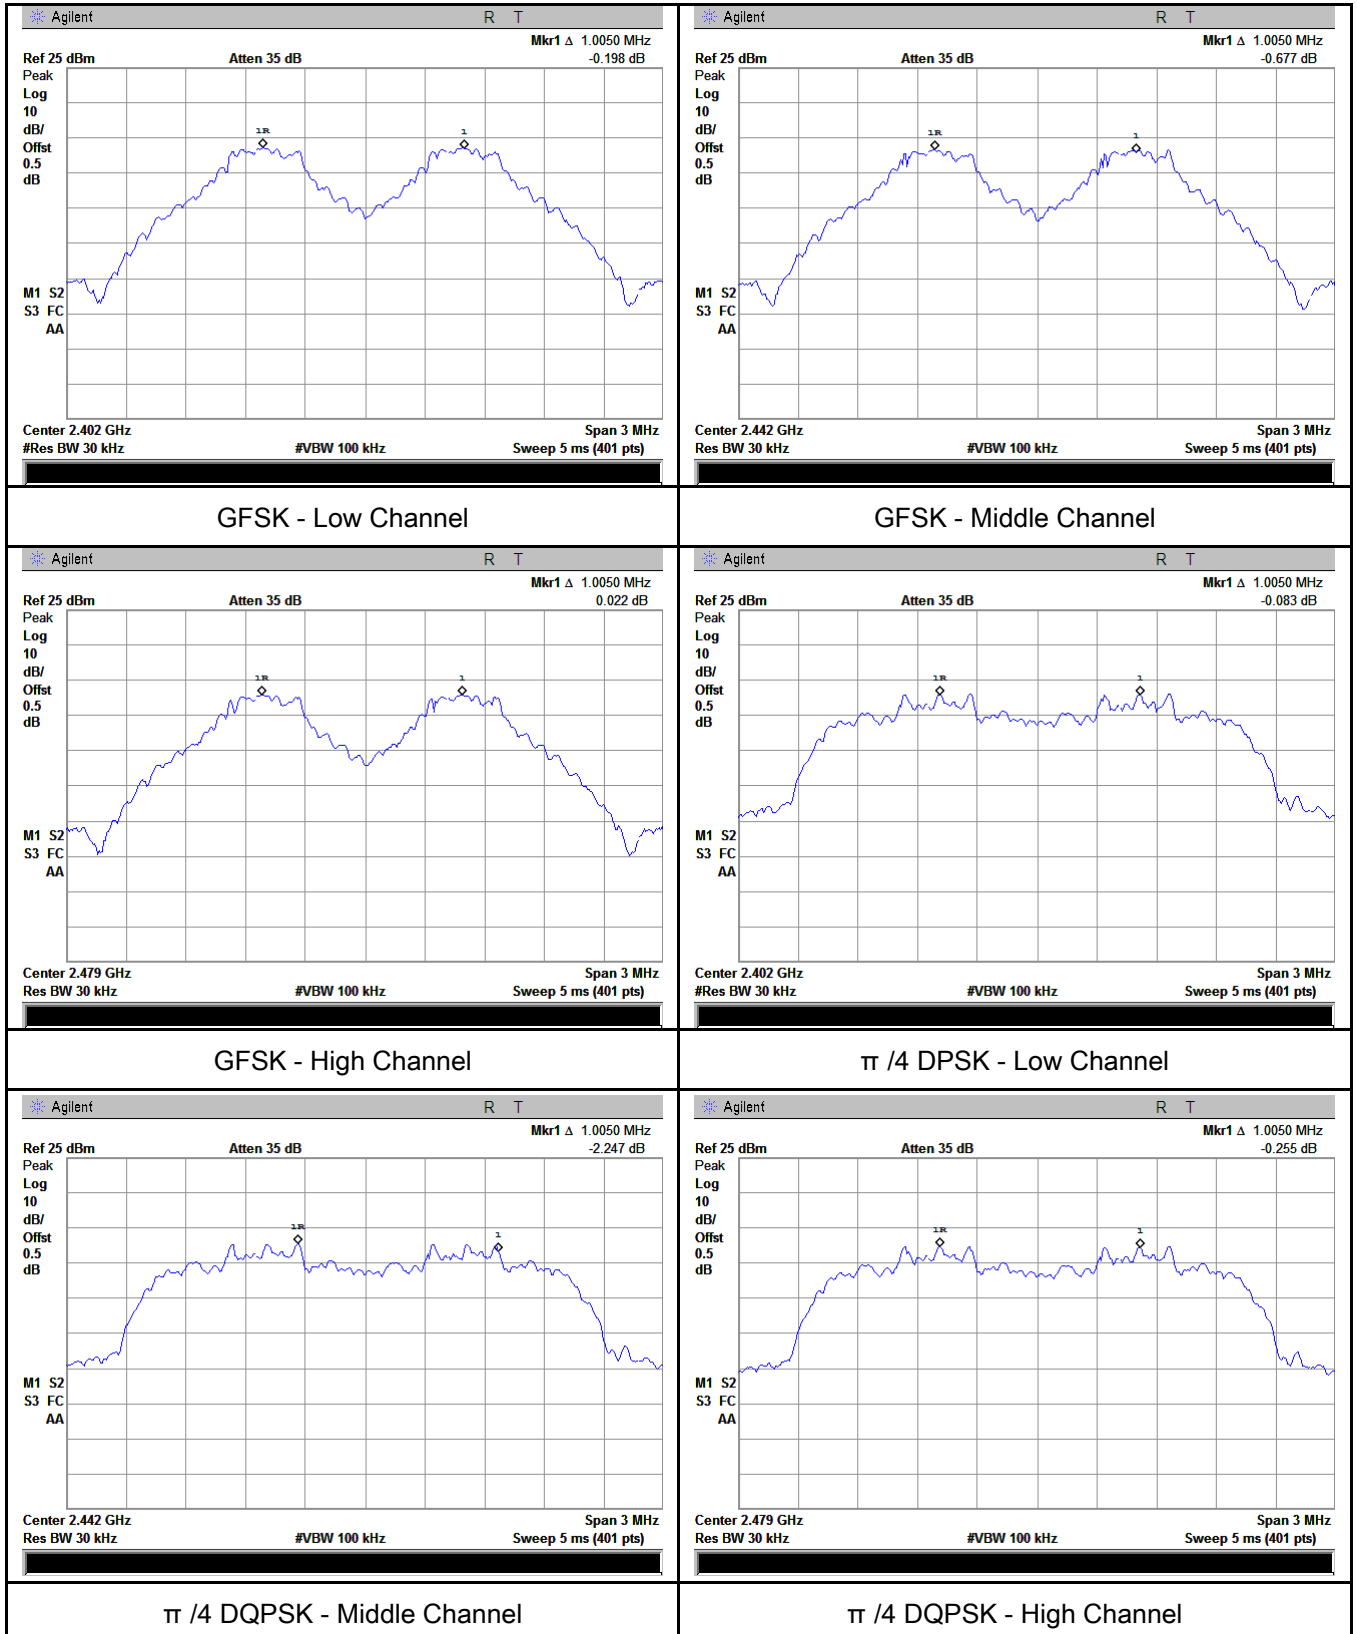 Agilent R T
Mkr1 Δ 1.0050 MHz
Ref 25 dBm Atten 35 dB -0.198 dB
Peak
Log
10
dB/
Offst
0.5
dB
1R 1
M1 S2
S3 FC
AA
Center 2.402 GHz Span 3 MHz
#Res BW 30 kHz #VBW 100 kHz Sweep 5 ms (401 pts)
GFSK - Low Channel
Agilent R T
Mkr1 Δ 1.0050 MHz
Ref 25 dBm Atten 35 dB -0.677 dB
Peak
Log
10
dB/
Offst
0.5
dB
1R 1
M1 S2
S3 FC
AA
Center 2.442 GHz Span 3 MHz
Res BW 30 kHz #VBW 100 kHz Sweep 5 ms (401 pts)
GFSK - Middle Channel
Agilent R T
Mkr1 Δ 1.0050 MHz
Ref 25 dBm Atten 35 dB 0.022 dB
Peak
Log
10
dB/
Offst
0.5
dB
1R 1
M1 S2
S3 FC
AA
Center 2.479 GHz Span 3 MHz
Res BW 30 kHz #VBW 100 kHz Sweep 5 ms (401 pts)
GFSK - High Channel
Agilent R T
Mkr1 Δ 1.0050 MHz
Ref 25 dBm Atten 35 dB -0.083 dB
Peak
Log
10
dB/
Offst
0.5
dB
1R 1
M1 S2
S3 FC
AA
Center 2.402 GHz Span 3 MHz
#Res BW 30 kHz #VBW 100 kHz Sweep 5 ms (401 pts)
π /4 DPSK - Low Channel
Agilent R T
Mkr1 Δ 1.0050 MHz
Ref 25 dBm Atten 35 dB -2.247 dB
Peak
Log
10
dB/
Offst
0.5
dB
1R 1
M1 S2
S3 FC
AA
Center 2.442 GHz Span 3 MHz
Res BW 30 kHz #VBW 100 kHz Sweep 5 ms (401 pts)
π /4 DQPSK - Middle Channel
Agilent R T
Mkr1 Δ 1.0050 MHz
Ref 25 dBm Atten 35 dB -0.255 dB
Peak
Log
10
dB/
Offst
0.5
dB
1R 1
M1 S2
S3 FC
AA
Center 2.479 GHz Span 3 MHz
Res BW 30 kHz #VBW 100 kHz Sweep 5 ms (401 pts)
π /4 DQPSK - High Channel